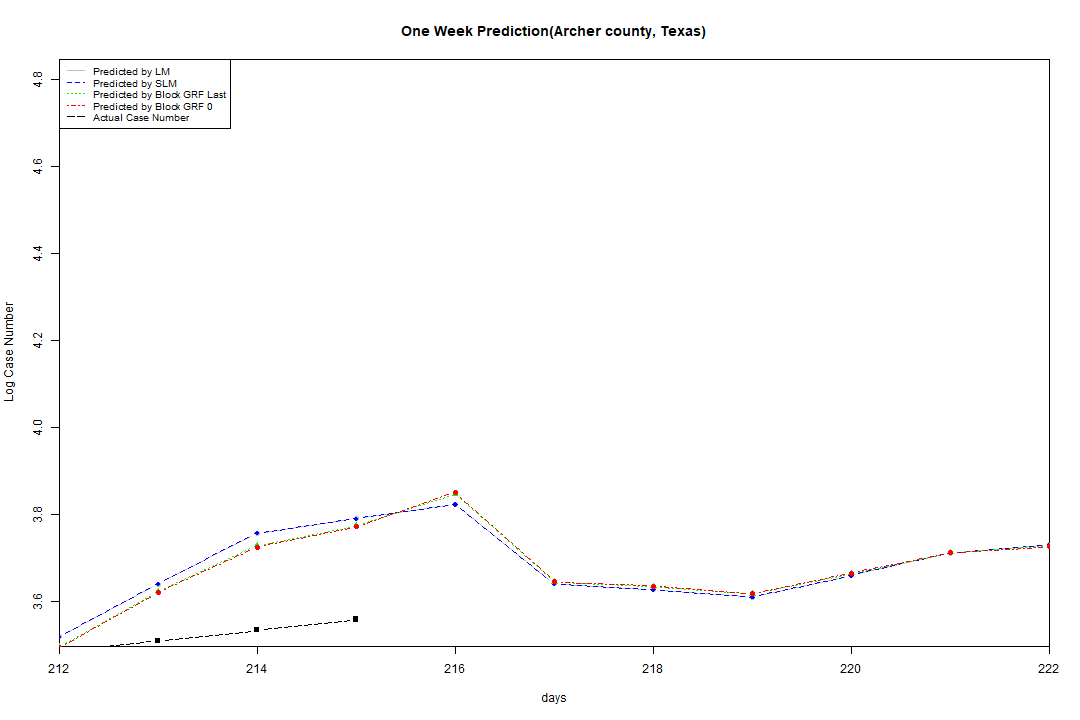 One Week Prediction(Archer county, Texas)
Predicted by LM
Predicted by SLM
Predicted by Block GRF Last
Predicted by Block GRF 0
Actual Case Number
4.8
4.6
4.4
4.2
4.0
3.8
3.6
Log Case Number
212
214
216
218
220
222
days